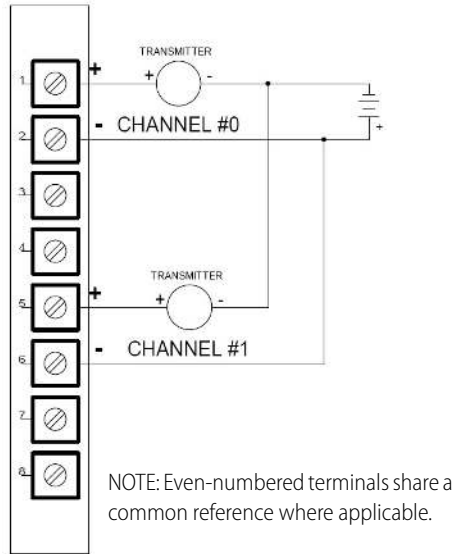 1
+
TRANSMITTER
+ -
2
- CHANNEL #0
+
3
4
TRANSMITTER
5
+
+ -
6
- CHANNEL #1
7
8
NOTE: Even-numbered terminals share a
common reference where applicable.